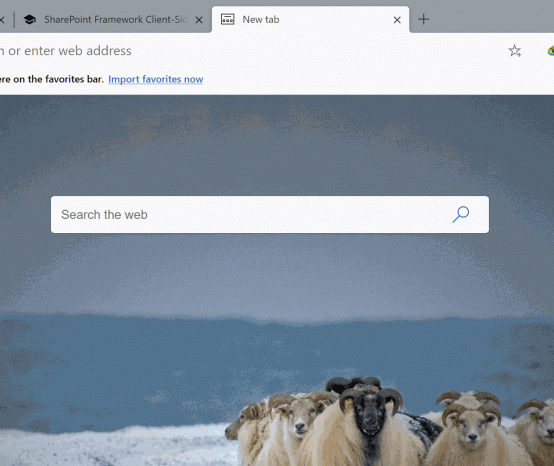 SharePoint Framework Client-Sid
New tab
or enter web address
ere on the favorites bar. Import favorites now
Search the web